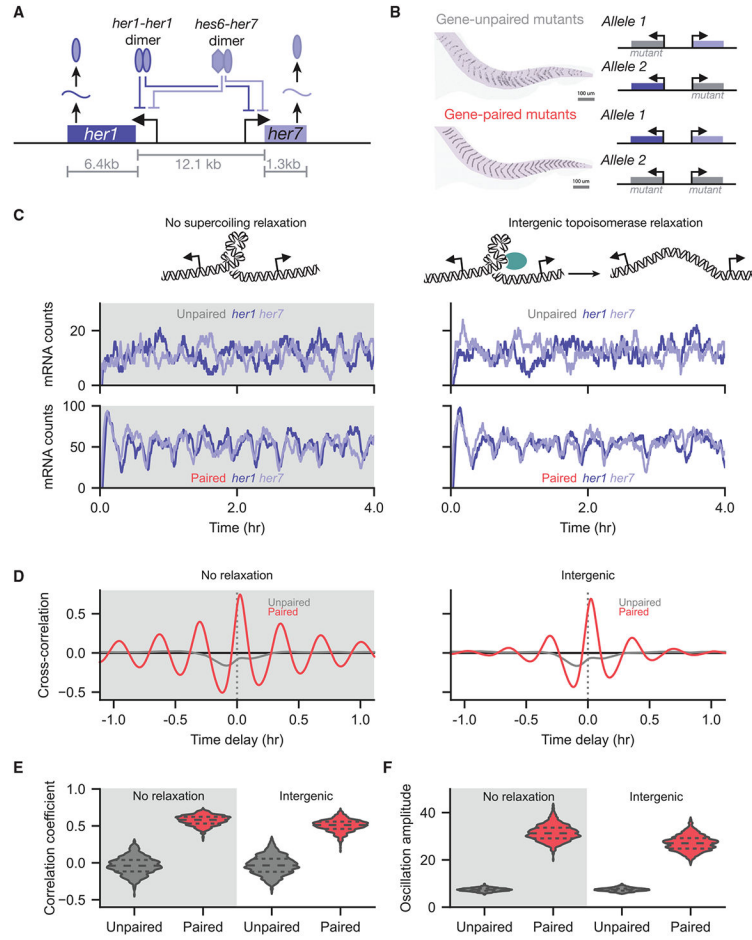 A
her1-her1
dimer
hes6-her7
dimer
her1
her7
6.4kb
12.1 kb
1.3kb
B
Gene-unpaired mutants
100 um
Gene-paired mutants
100 um
Allele 1
mutant
Allele 2
mutant
Allele 1
Allele 2
mutant
mutant
C
No supercoiling relaxation
Intergenic topoisomerase relaxation
mRNA counts
20
0
Unpaired her1 her7
mRNA counts
100
50
0
Paired her1 her7
0.0
2.0
4.0
Time (hr)
Unpaired her1 her7
Paired her1 her7
0.0
2.0
4.0
Time (hr)
D
No relaxation
Cross-correlation
0.5
0.0
−0.5
Unpaired
Paired
-1.0
-0.5
0.0
0.5
1.0
Time delay (hr)
Intergenic
Unpaired
Paired
-1.0
-0.5
0.0
0.5
1.0
Time delay (hr)
E
Correlation coefficient
1.0
0.5
0.0
−0.5
No relaxation
Intergenic
Unpaired
Paired
Unpaired
Paired
F
Oscillation amplitude
40
20
0
No relaxation
Intergenic
Unpaired
Paired
Unpaired
Paired